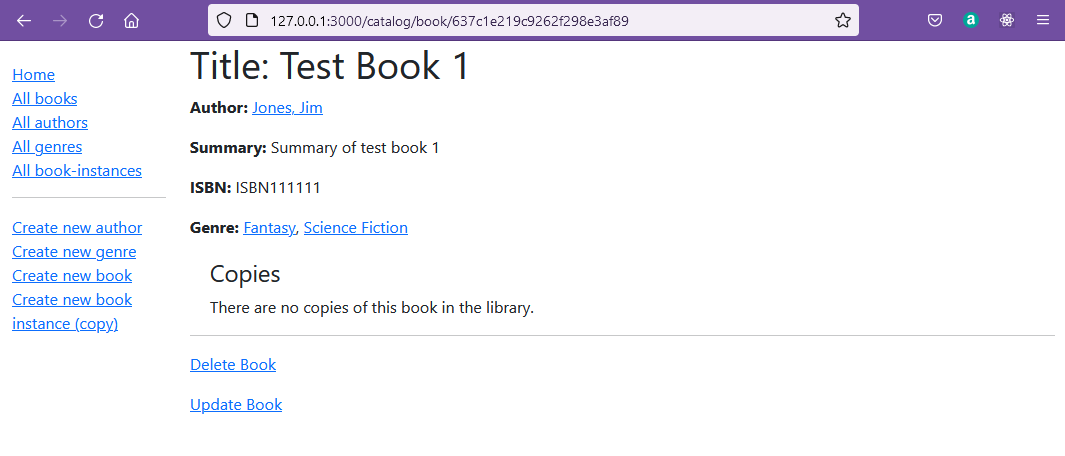 127.0.0.1:3000/catalog/book/637c1e219c9262f298e3af89
a
Home
All books
All authors
All genres
All book-instances
Create new author
Create new genre
Create new book
Create new book
instance (copy)
Title: Test Book 1
Author: Jones, Jim
Summary: Summary of test book 1
ISBN: ISBN111111
Genre: Fantasy, Science Fiction
Copies
There are no copies of this book in the library.
Delete Book
Update Book